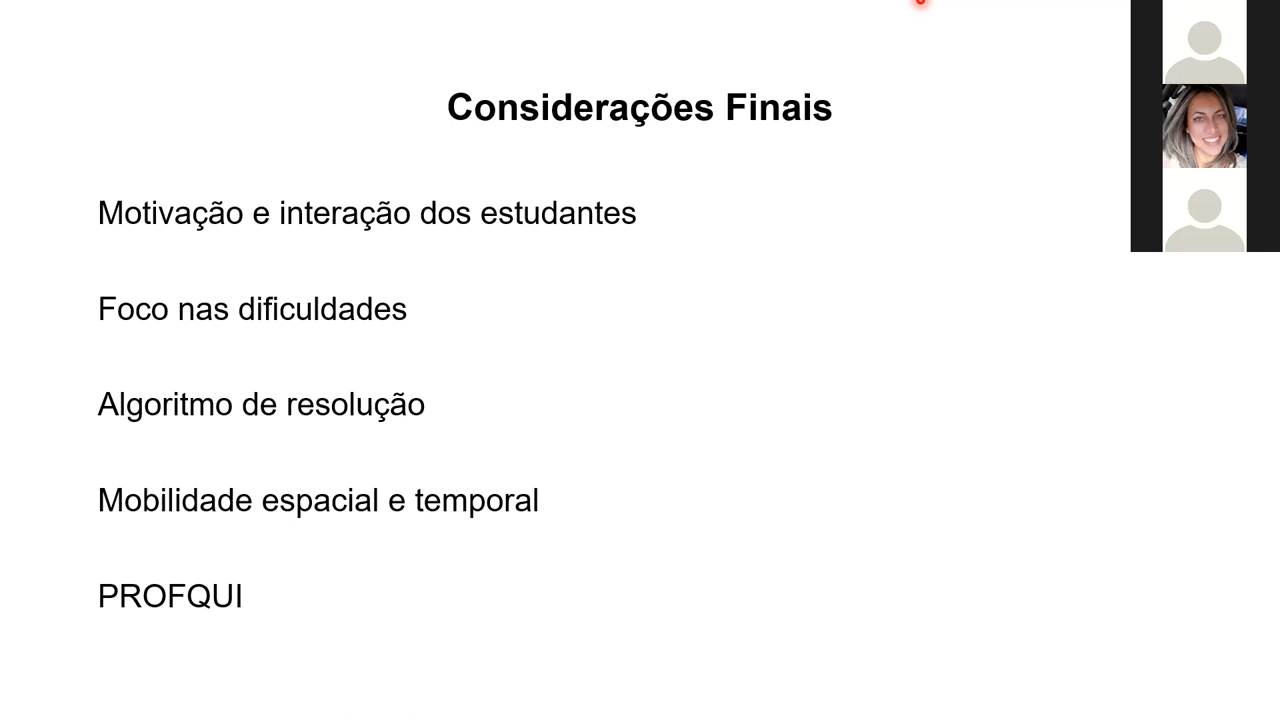 Considerações Finais
Motivação e interação dos estudantes
Foco nas dificuldades
Algoritmo de resolução
Mobilidade espacial e temporal
PROFQUI